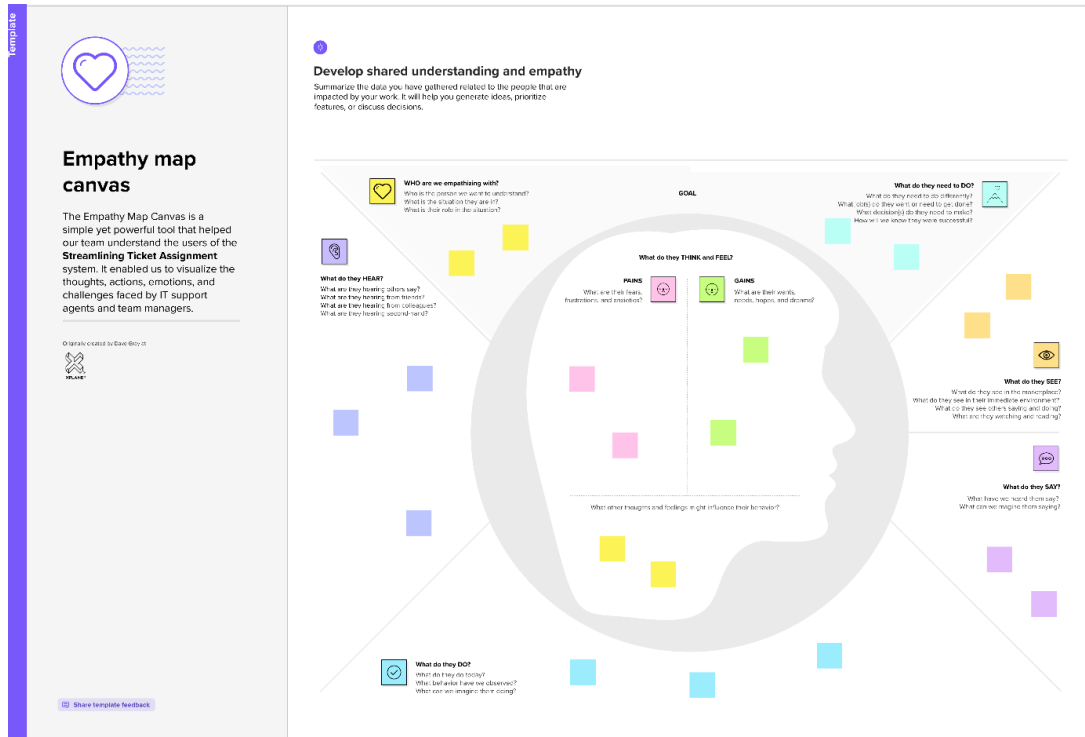 Template
Empathy map
canvas
The Empathy Map Canvas is a
simple yet powerful tool that helped
our team understand the users of the
Streamlining Ticket Assignment
system. It enabled us to visualize the
thoughts, actions, emotions, and
challenges faced by IT support
agents and team managers.
Originally created by Dave Gray at
XPLANE
Share template feedback
Develop shared understanding and empathy
Summarize the data you have gathered related to the people that are
impacted by your work. It will help you generate ideas, prioritize
features, or discuss decisions.
WHO are we empathizing with?
Who is the person we want to understand?
What is the situation they are in?
What is their role in the situation?
GOAL
What do they need to DO?
What do they need to do differently?
What job(s) do they want or need to get done?
What decision(s) do they need to make?
How will we know they were successful?
What do they HEAR?
What are they hearing others say?
What are they hearing from friends?
What are they hearing from colleagues?
What are they hearing second-hand?
What do they THINK and FEEL?
PAINS
What are their fears,
frustrations, and anxieties?
GAINS
What are their wants,
needs, hopes, and dreams?
What do they SEE?
What do they see in the marketplace?
What do they see in their immediate environment?
What do they see others saying and doing?
What are they watching and reading?
What do they SAY?
What have we heard them say?
What can we imagine them saying?
What other thoughts and feelings might influence their behavior?
What do they DO?
What do they do today?
What behavior have we observed?
What can we imagine them doing?